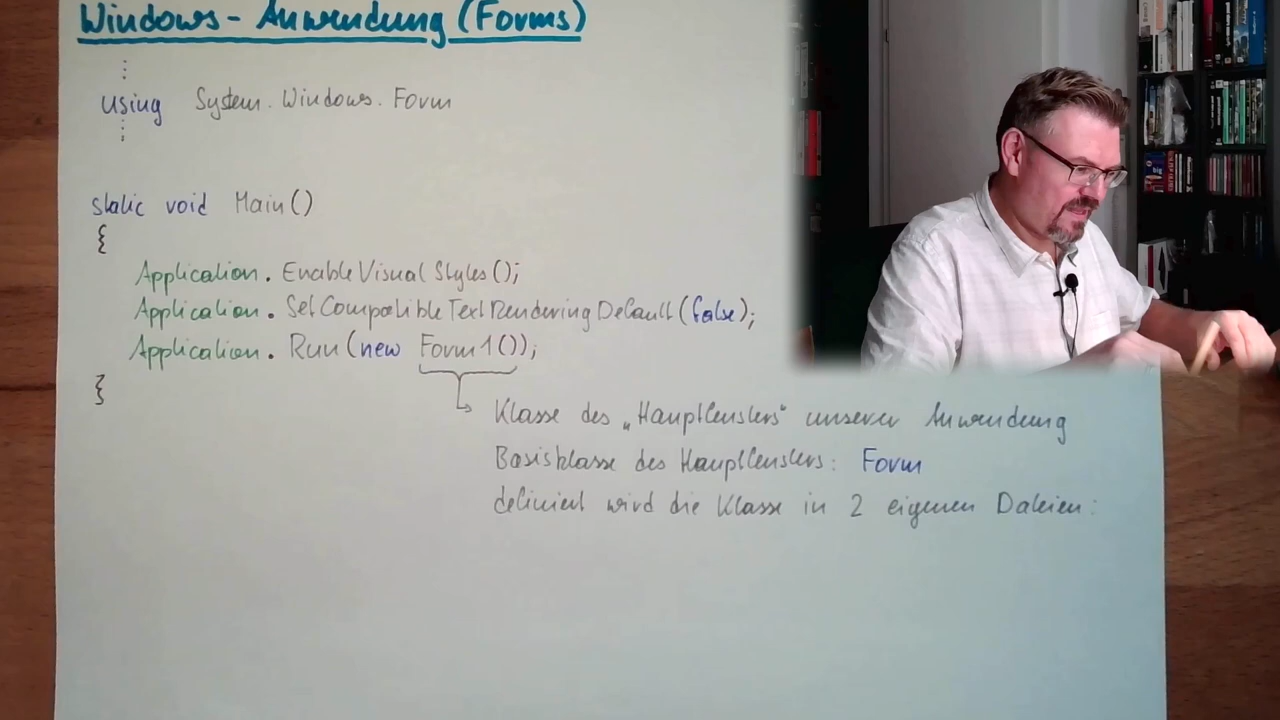 Windows - Anwendung (Forms)
⋮
using System.Windows.Form
⋮
static void Main()
{
Application.EnableVisualStyles();
Application.SetCompatibleTextRenderingDefault(false);
Application.Run(new Form1());
}
Klasse des „Hauptfensters" unserer Anwendung
Basisklasse des Hauptfensters: Form
definiert wird die Klasse in 2 eigenen Dateien: